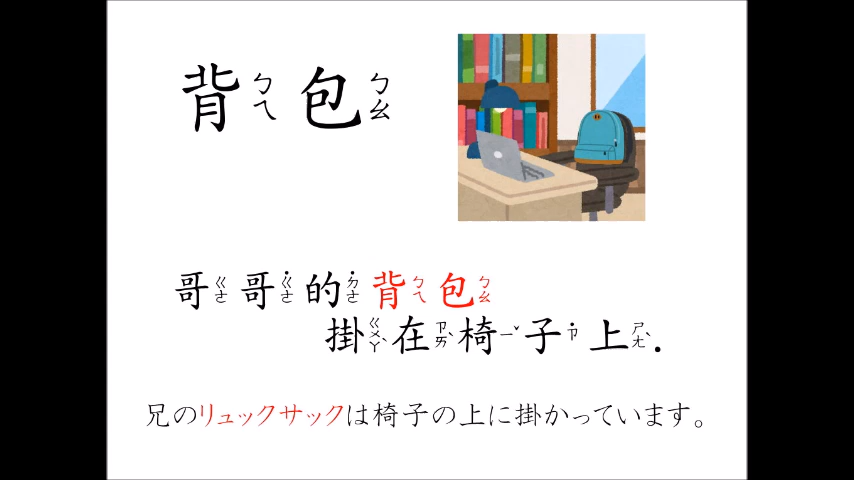 背ㄅㄟ包ㄅㄠ
哥ㄍㄜ哥˙ㄍㄜ的˙ㄉㄜ背ㄅㄟ包ㄅㄠ
掛ㄍㄨㄚˋ在ㄗㄞˋ椅ㄧˇ子˙ㄗ上ㄕㄤˋ.
兄のリュックサックは椅子の上に掛かっています。